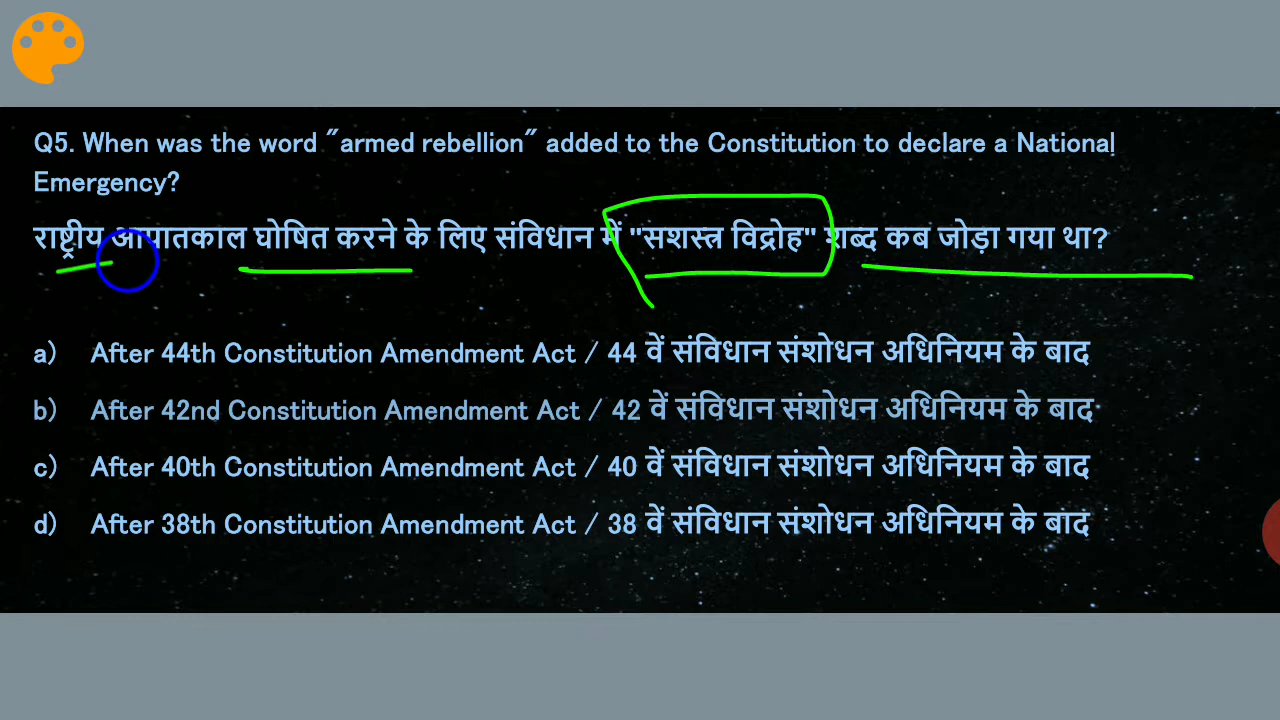 Q5. When was the word "armed rebellion" added to the Constitution to declare a National
Emergency?
राष्ट्रीय आपातकाल घोषित करने के लिए संविधान में "सशस्त्र विद्रोह" शब्द कब जोड़ा गया था?
a) After 44th Constitution Amendment Act / 44 वें संविधान संशोधन अधिनियम के बाद
b) After 42nd Constitution Amendment Act / 42 वें संविधान संशोधन अधिनियम के बाद
c) After 40th Constitution Amendment Act / 40 वें संविधान संशोधन अधिनियम के बाद
d) After 38th Constitution Amendment Act / 38 वें संविधान संशोधन अधिनियम के बाद